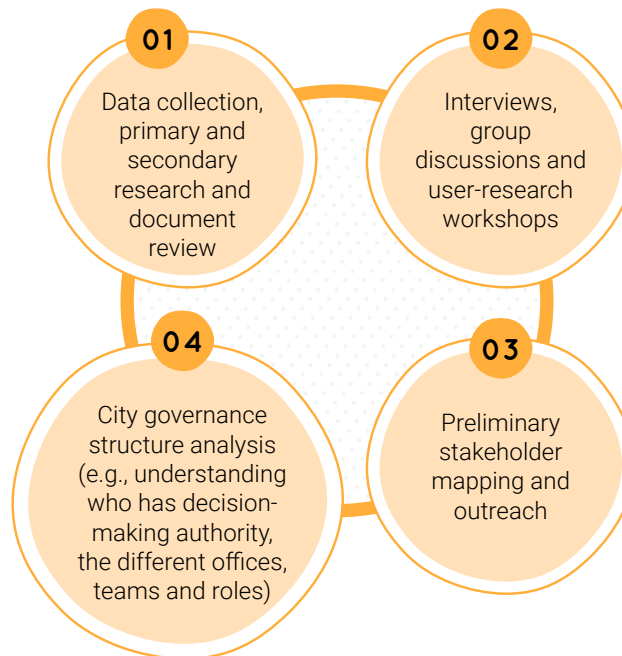 01
Data collection,
primary and
secondary
research and
document
review
02
Interviews,
group
discussions and
user-research
workshops
03
Preliminary
stakeholder
mapping and
outreach
04
City governance
structure analysis
(e.g., understanding
who has decision-
making authority,
the different offices,
teams and roles)